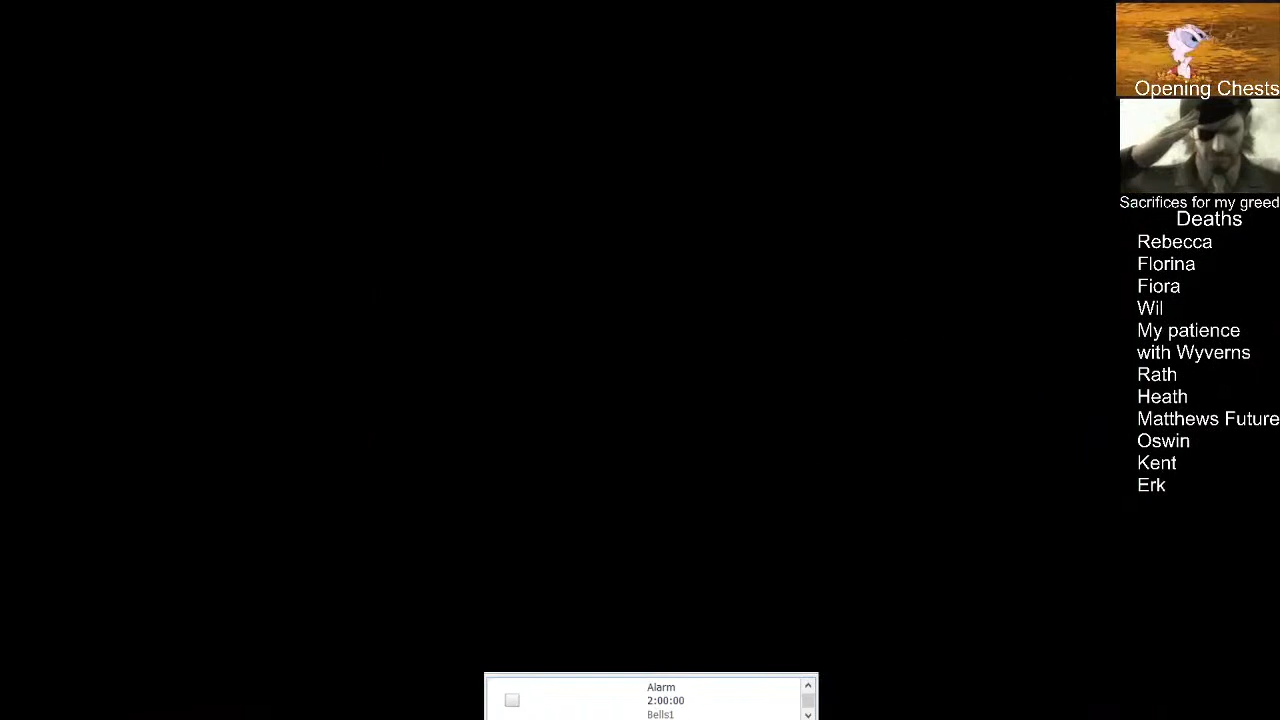 Opening Chests
Sacrifices for my greed
Deaths
Rebecca
Florina
Fiora
Wil
My patience
with Wyverns
Rath
Heath
Matthews Future
Oswin
Kent
Erk
Alarm
2:00:00
Bells1